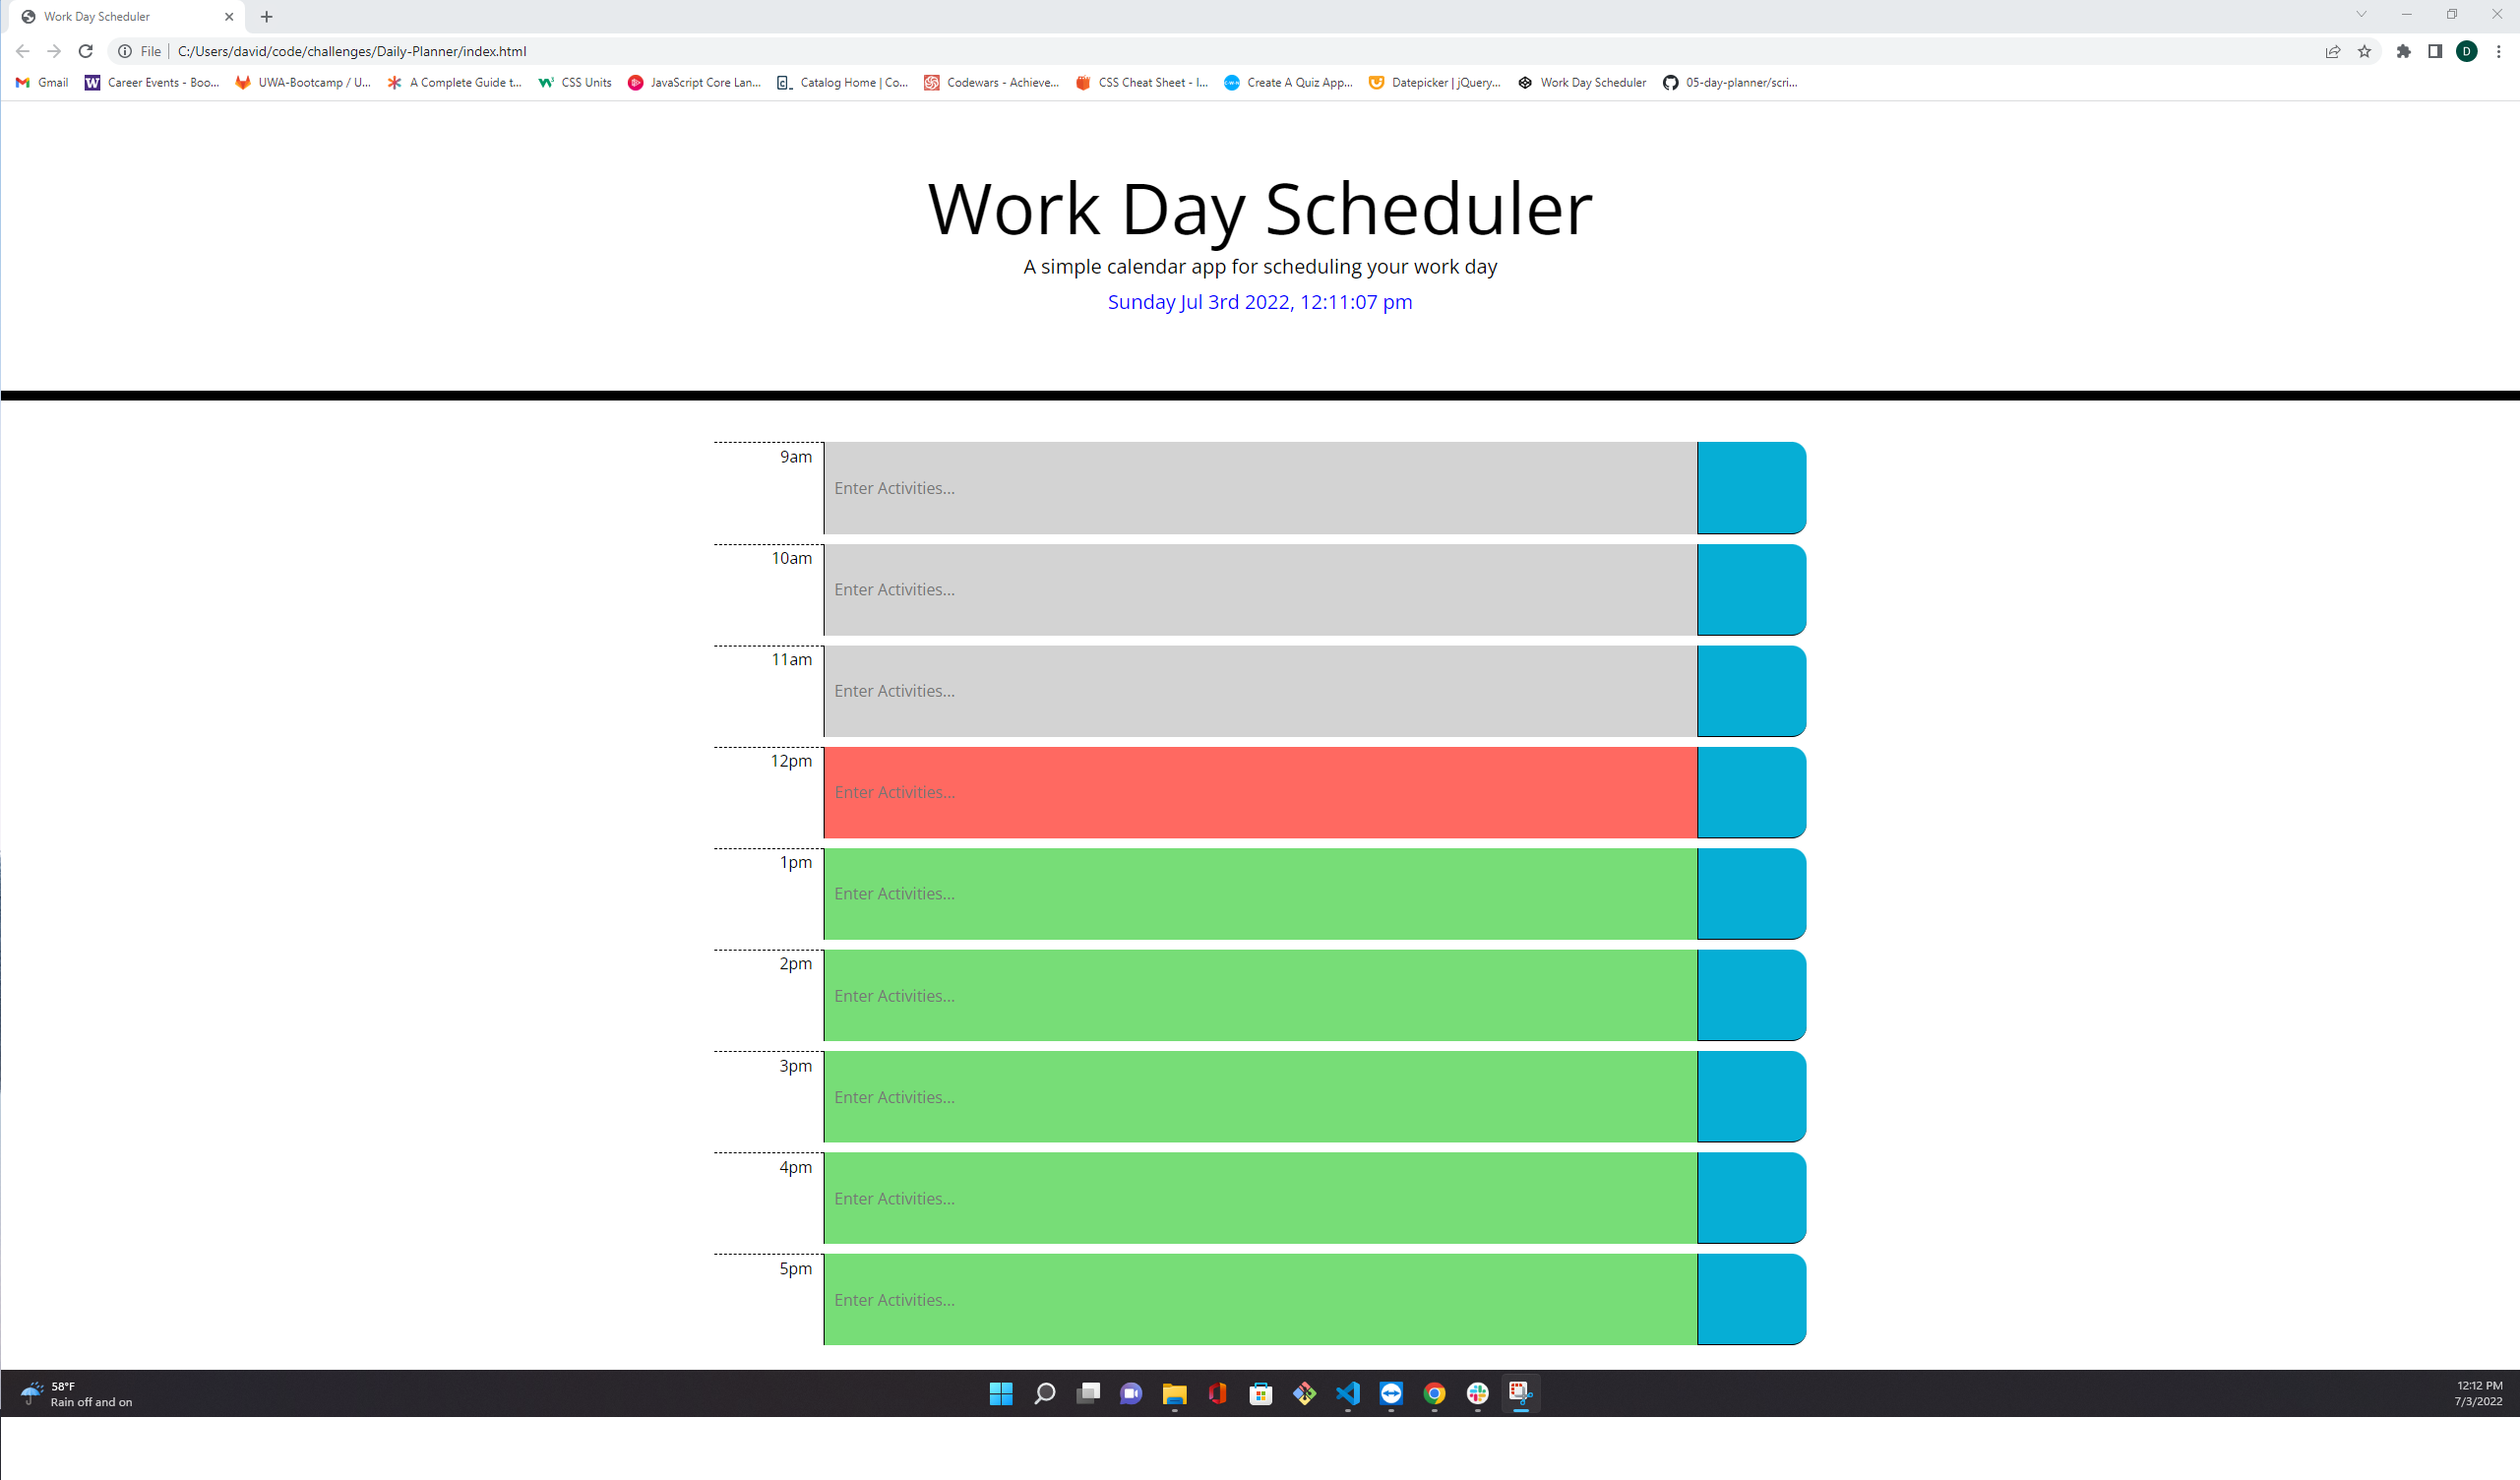 Work Day Scheduler
File
C:/Users/david/code/challenges/Daily-Planner/index.html
D
Gmail
W Career Events - Boo...
UWA-Bootcamp / U...
A Complete Guide t...
CSS Units
JavaScript Core Lan...
Catalog Home | Co...
Codewars - Achieve...
CSS Cheat Sheet - I...
Create A Quiz App...
Datepicker | jQuery...
Work Day Scheduler
05-day-planner/scri...
Work Day Scheduler
A simple calendar app for scheduling your work day
Sunday Jul 3rd 2022, 12:11:07 pm
9am
Enter Activities...
10am
Enter Activities...
11am
Enter Activities...
12pm
Enter Activities...
1pm
Enter Activities...
2pm
Enter Activities...
3pm
Enter Activities...
4pm
Enter Activities...
5pm
Enter Activities...
58°F
Rain off and on
12:12 PM
7/3/2022